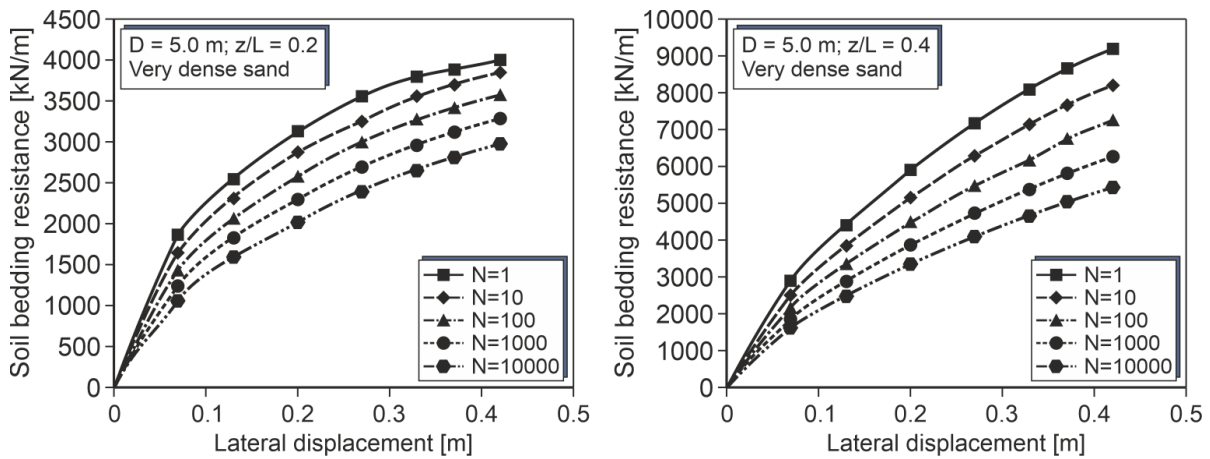 Soil bedding resistance [kN/m]
4500
4000
3500
3000
2500
2000
1500
1000
500
0
D = 5.0 m; z/L = 0.2
Very dense sand
N=1
N=10
N=100
N=1000
N=10000
0 0.1 0.2 0.3 0.4 0.5
Lateral displacement [m]
Soil bedding resistance [kN/m]
10000
9000
8000
7000
6000
5000
4000
3000
2000
1000
0
D = 5.0 m; z/L = 0.4
Very dense sand
N=1
N=10
N=100
N=1000
N=10000
0 0.1 0.2 0.3 0.4 0.5
Lateral displacement [m]